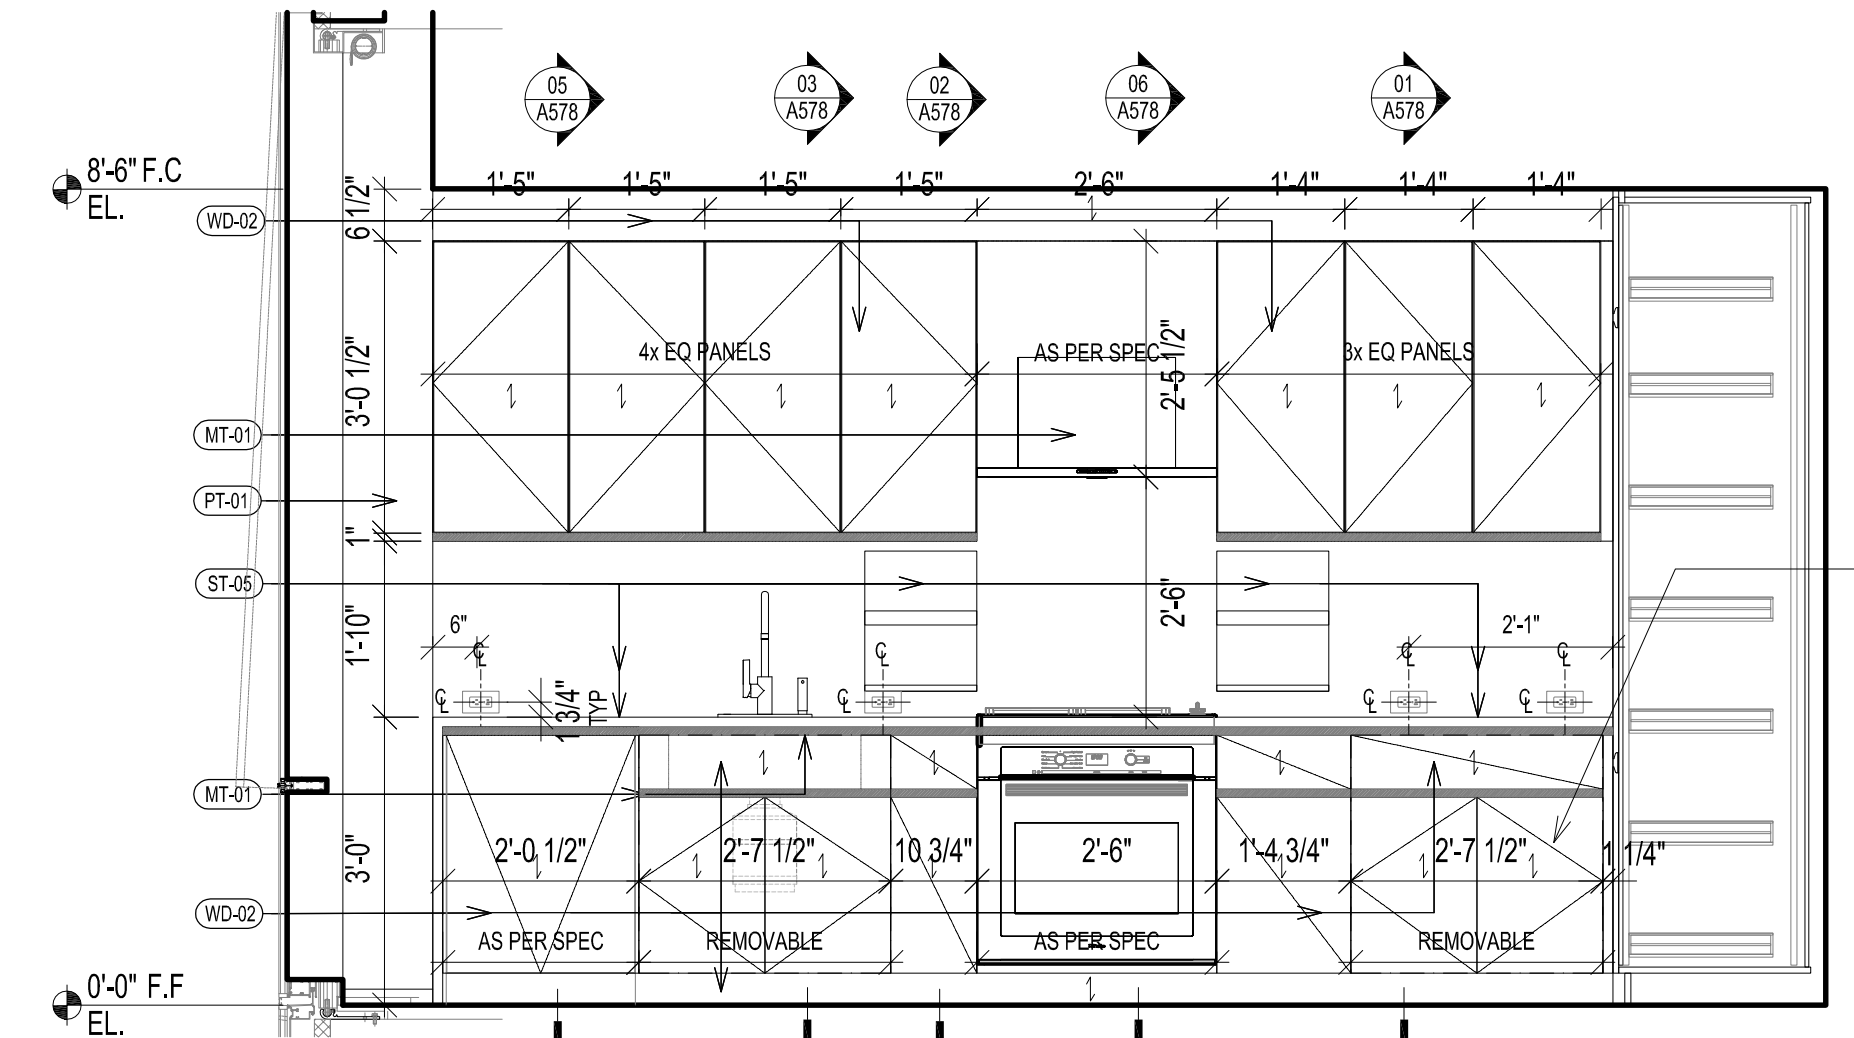 05
A578
03
A578
02
A578
06
A578
01
A578
8'-6" F.C
EL.
1'-5"
1'-5"
1'-5"
1'-5"
2'-6"
1'-4"
1'-4"
1'-4"
6 1/2"
WD-02
4x EQ PANELS
AS PER SPEC
3x EQ PANELS
3'-0 1/2"
2'-5 1/2"
MT-01
PT-01
1"
ST-05
2'-6"
1'-10"
6"
2'-1"
℄
℄
℄
℄
℄
℄
℄
℄
1 3/4"
TYP
MT-01
3'-0"
2'-0 1/2"
2'-7 1/2"
10 3/4"
2'-6"
1'-4 3/4"
2'-7 1/2"
1 1/4"
WD-02
AS PER SPEC
REMOVABLE
AS PER SPEC
REMOVABLE
0'-0" F.F
EL.